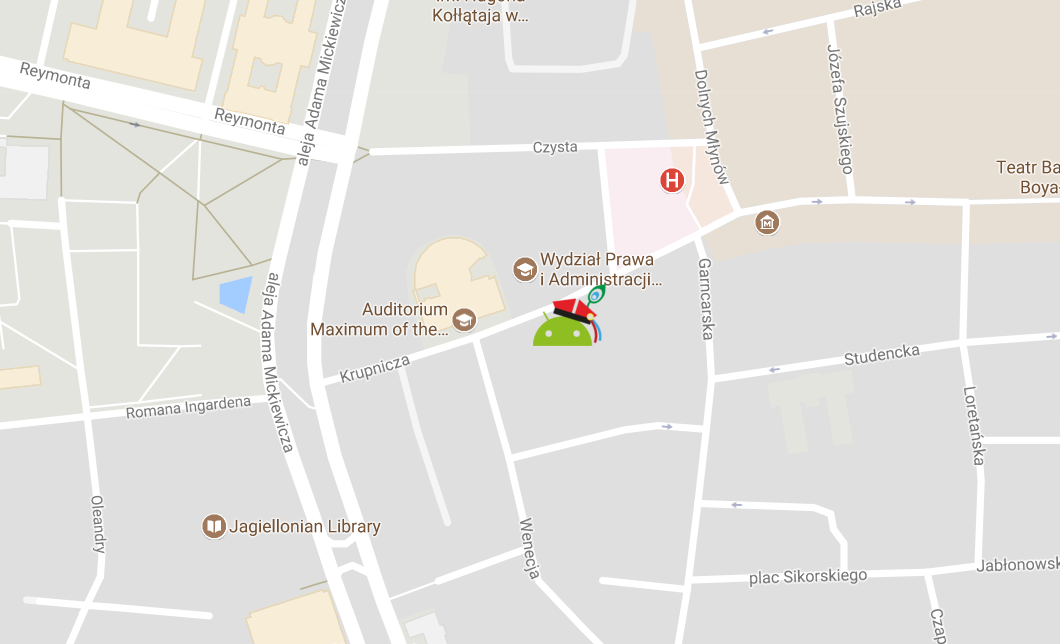 Kołłątaja w...
Rajska
Reymonta
aleja Adama Mickiewicza
Dolnych Młynów
Józefa Szujskiego
Reymonta
Czysta
H
Teatr Ba
Boya
Wydział Prawa
i Administracji...
Garncarska
aleja Adama Mickiewicza
Auditorium
Maximum of the...
Krupnicza
Studencka
Romana Ingardena
Loretańska
Oleandry
Jagiellonian Library
Wenecja
plac Sikorskiego
Jabłonowsk
Czap